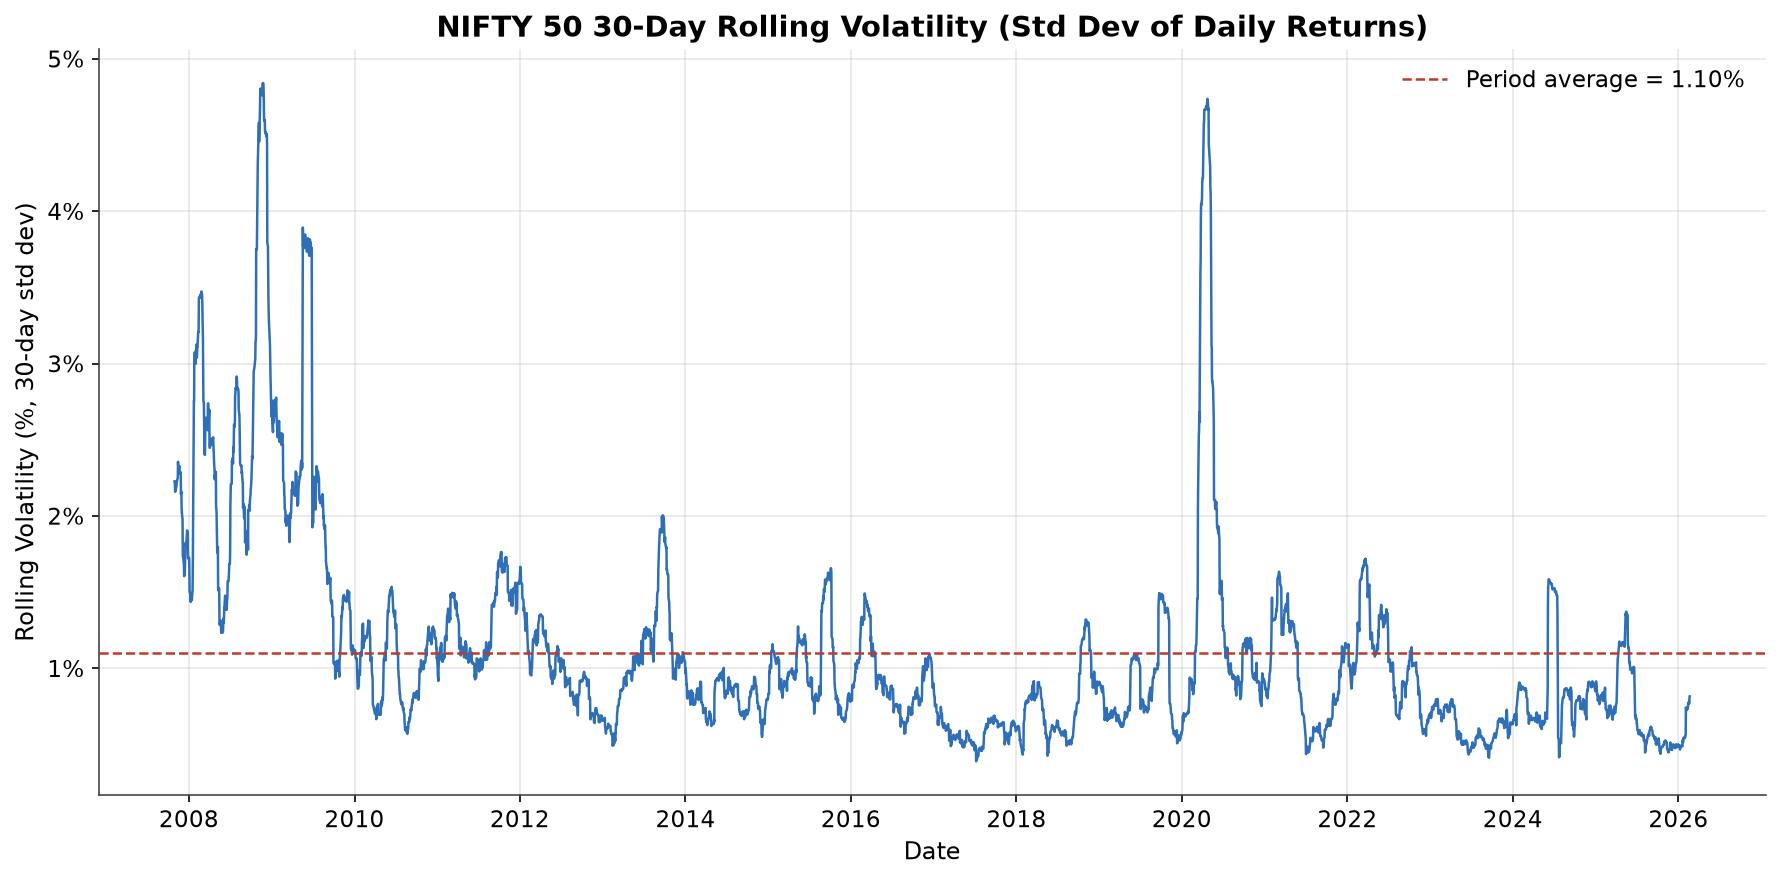 NIFTY 50 30-Day Rolling Volatility (Std Dev of Daily Returns)
Period average = 1.10%
Rolling Volatility (%, 30-day std dev)
5%
4%
3%
2%
1%
2008 2010 2012 2014 2016 2018 2020 2022 2024 2026
Date